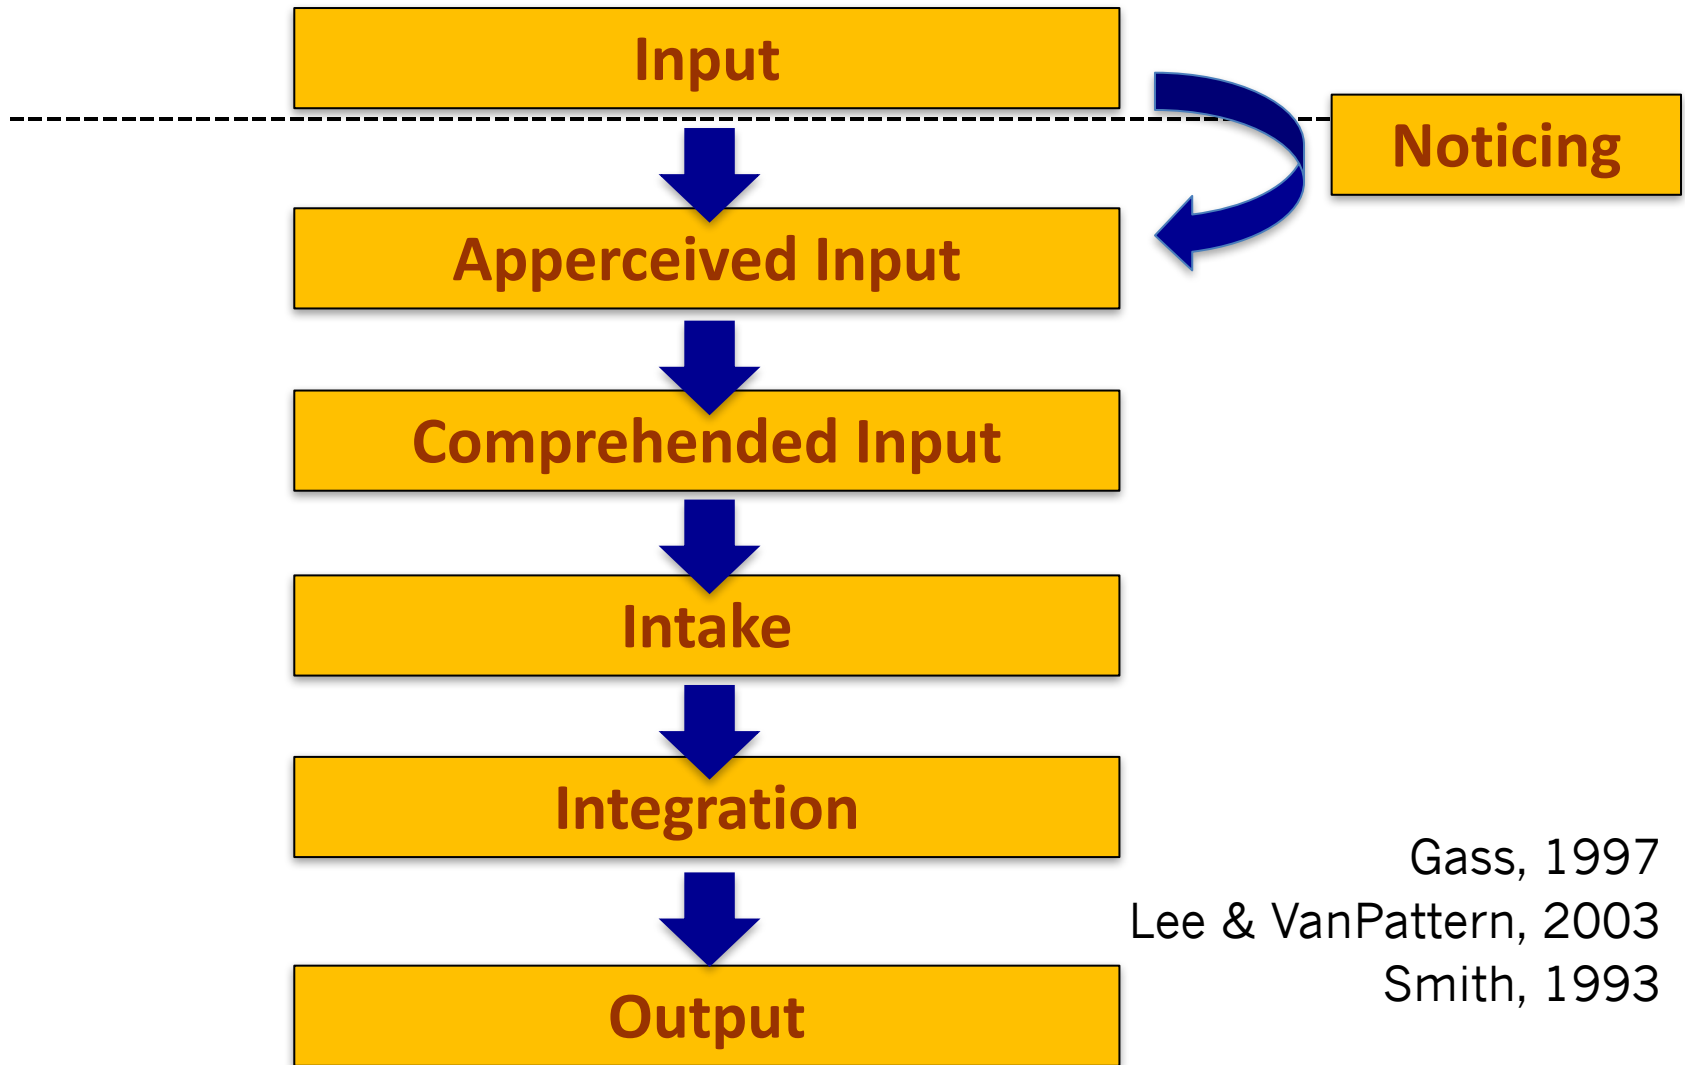 Input
Noticing
Apperceived Input
Comprehended Input
Intake
Integration
Gass, 1997
Lee & VanPattern, 2003
Smith, 1993
Output